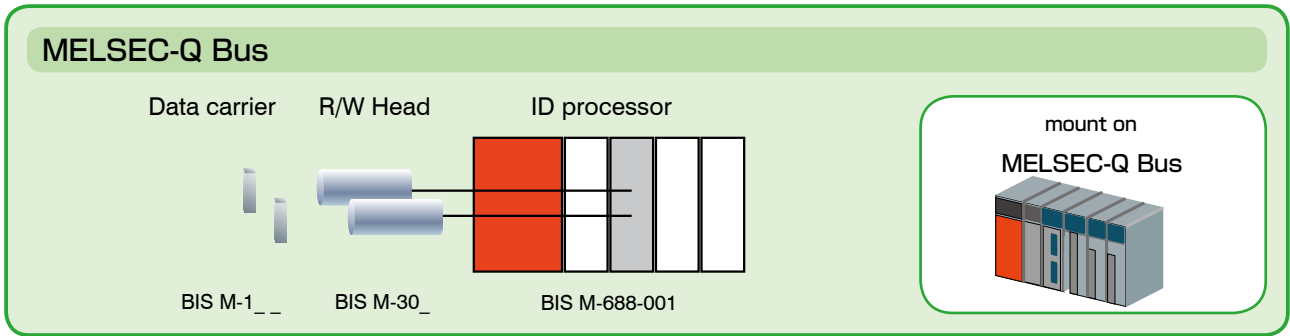 MELSEC-Q Bus
Data carrier R/W Head ID processor
mount on
MELSEC-Q Bus
BIS M-1_ _ BIS M-30_ BIS M-688-001